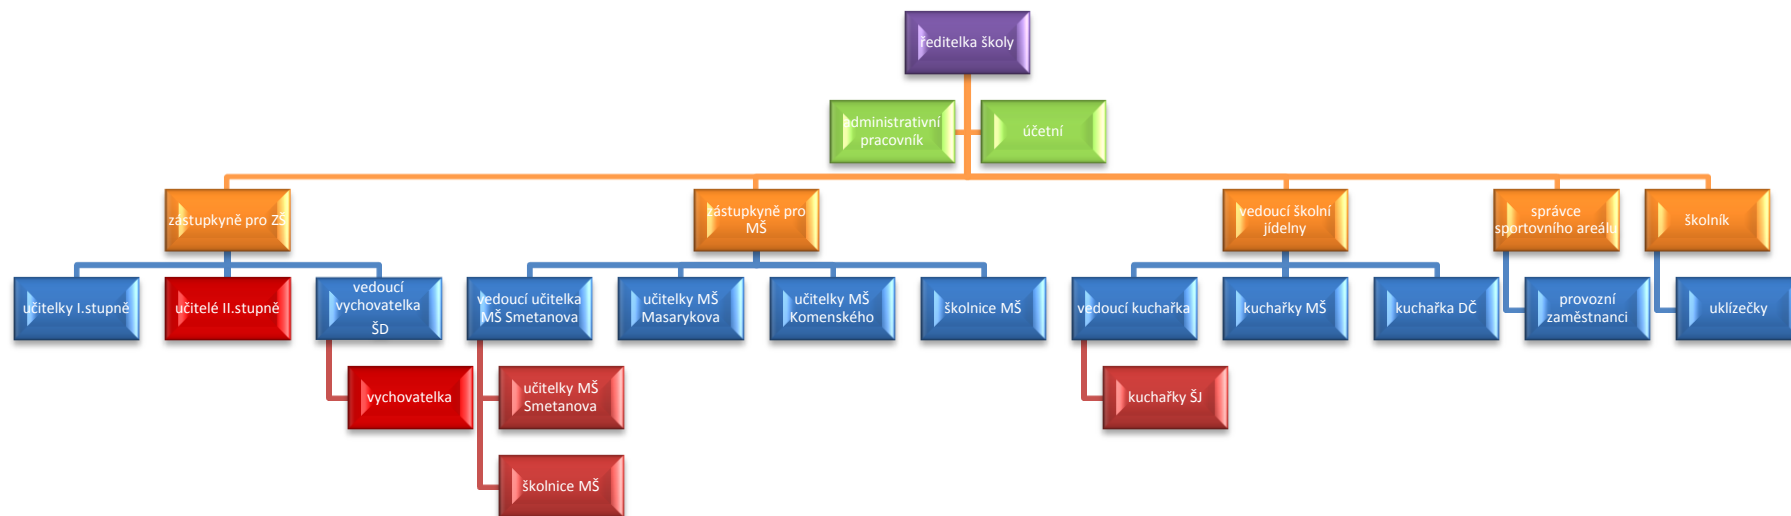 ředitelka školy
administrativní
pracovník
účetní
zástupkyně pro ZŠ
zástupkyně pro
MŠ
vedoucí školní
jídelny
správce
sportovního areálu
školník
učitelky I.stupně
učitelé II.stupně
vedoucí
vychovatelka
ŠD
vedoucí učitelka
MŠ Smetanova
učitelky MŠ
Masarykova
učitelky MŠ
Komenského
školnice MŠ
vedoucí kuchařka
kuchařky MŠ
kuchařka DČ
provozní
zaměstnanci
uklízečky
vychovatelka
učitelky MŠ
Smetanova
kuchařky ŠJ
školnice MŠ